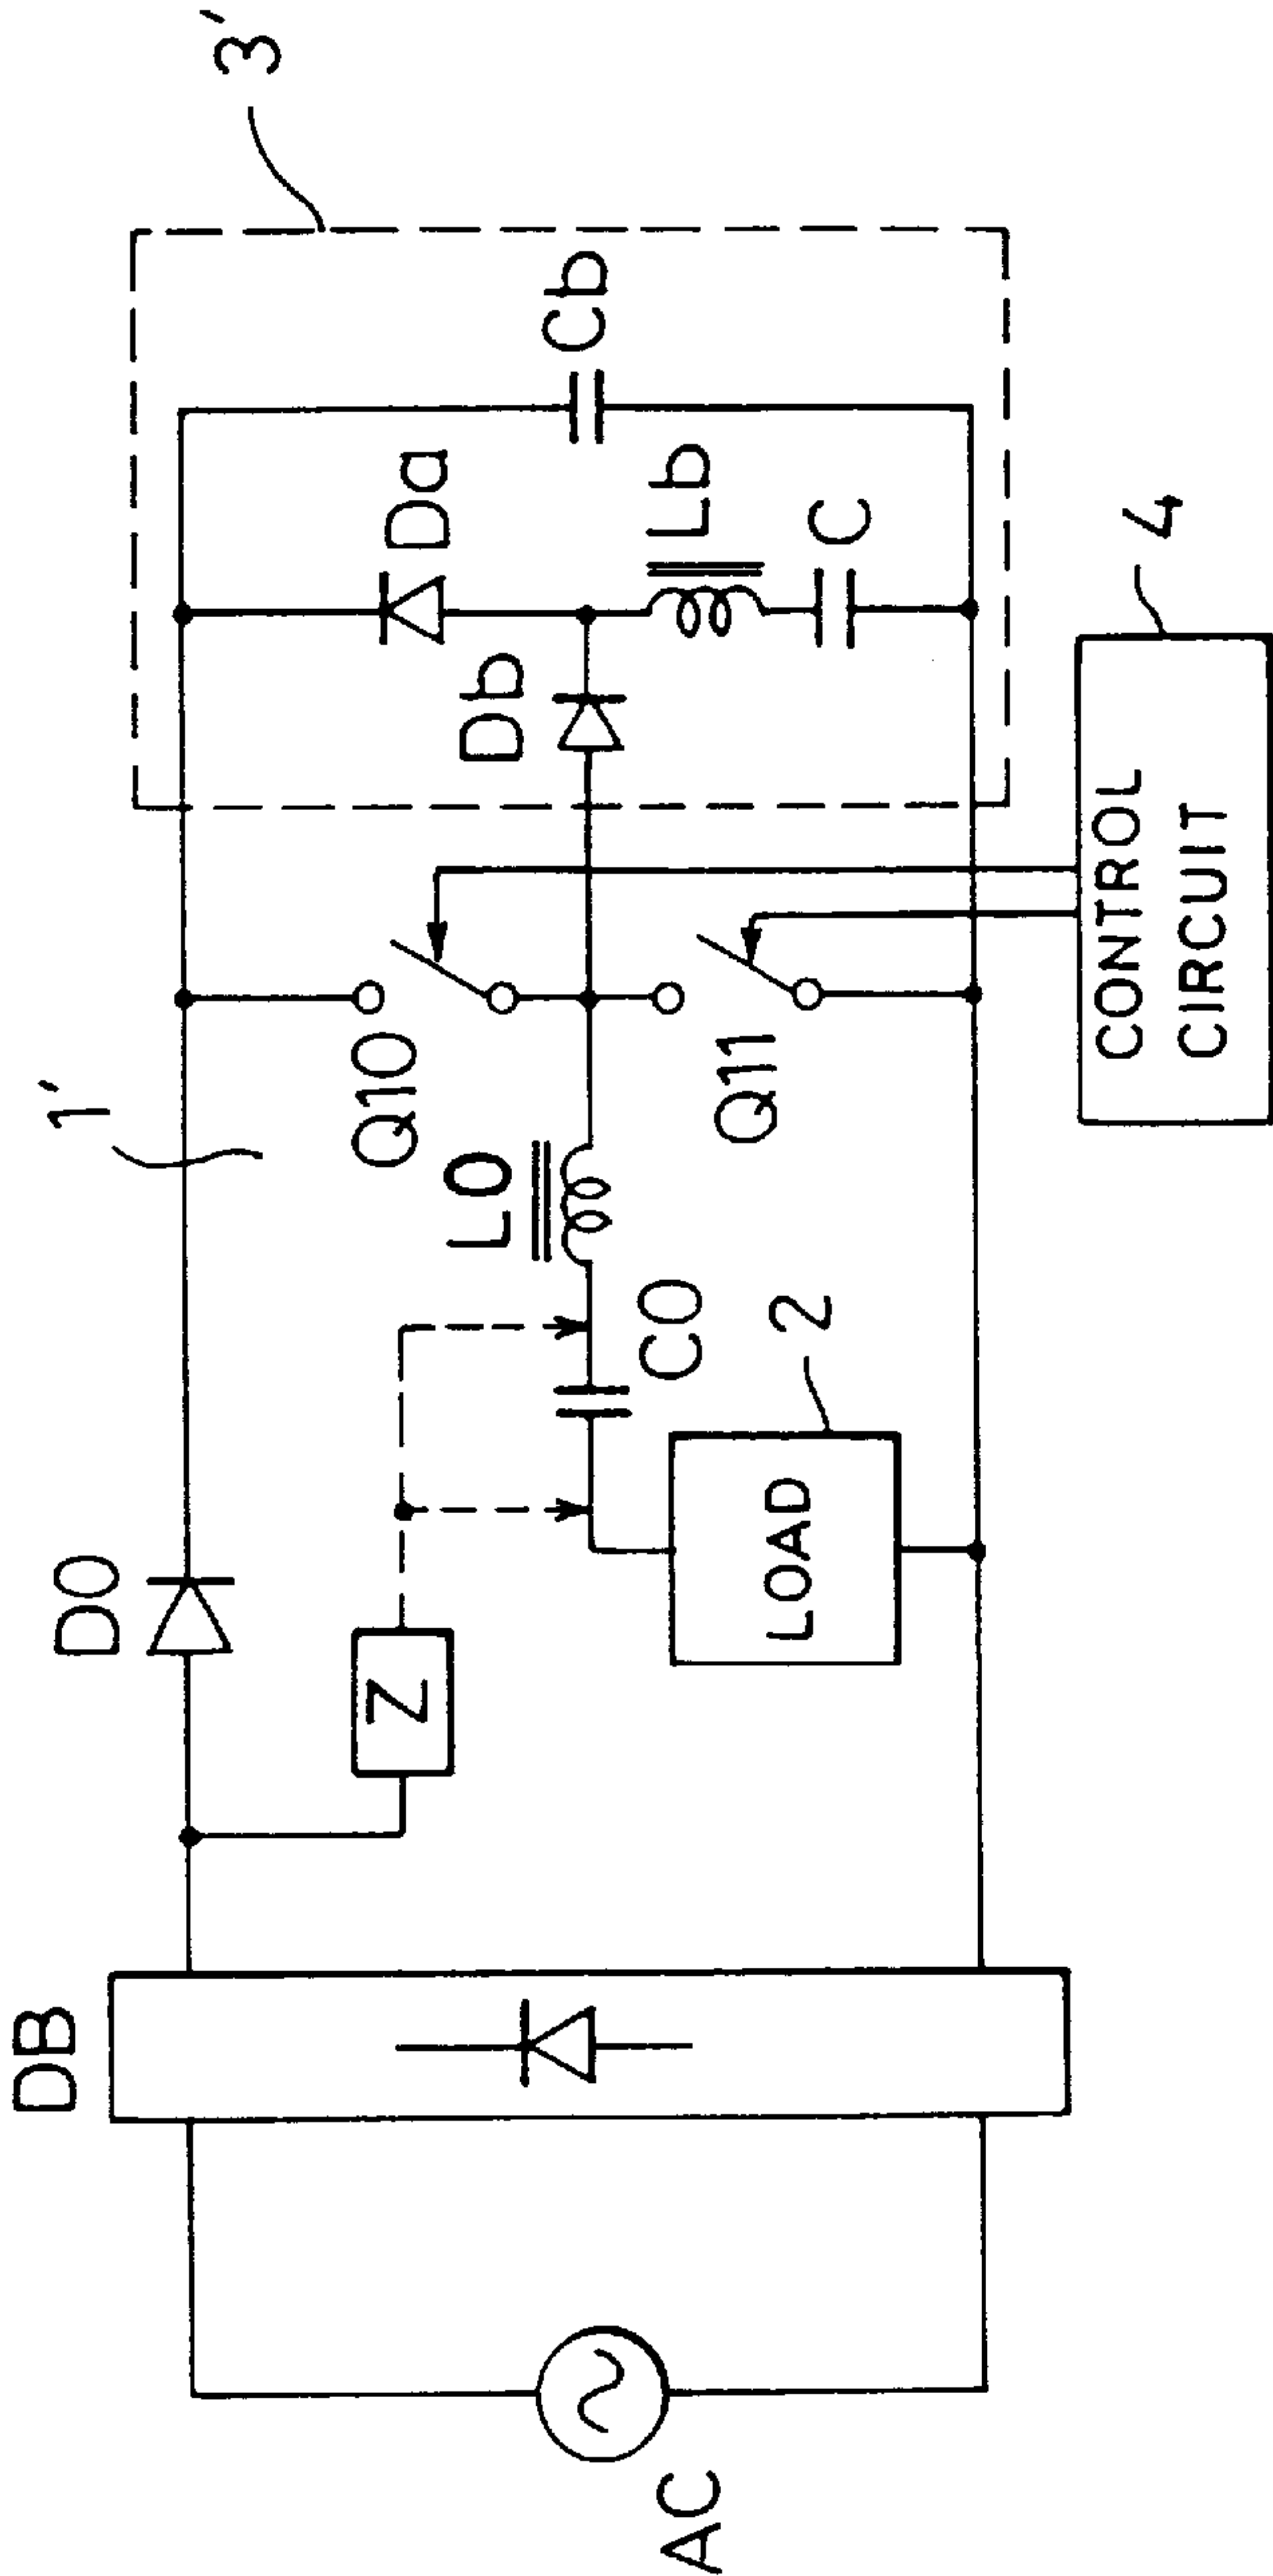 DB
AC
D0
Z
1′
L0
C0
LOAD
2
Q10
Q11
3′
Da
Db
Lb
C
Cb
CONTROL
CIRCUIT
4